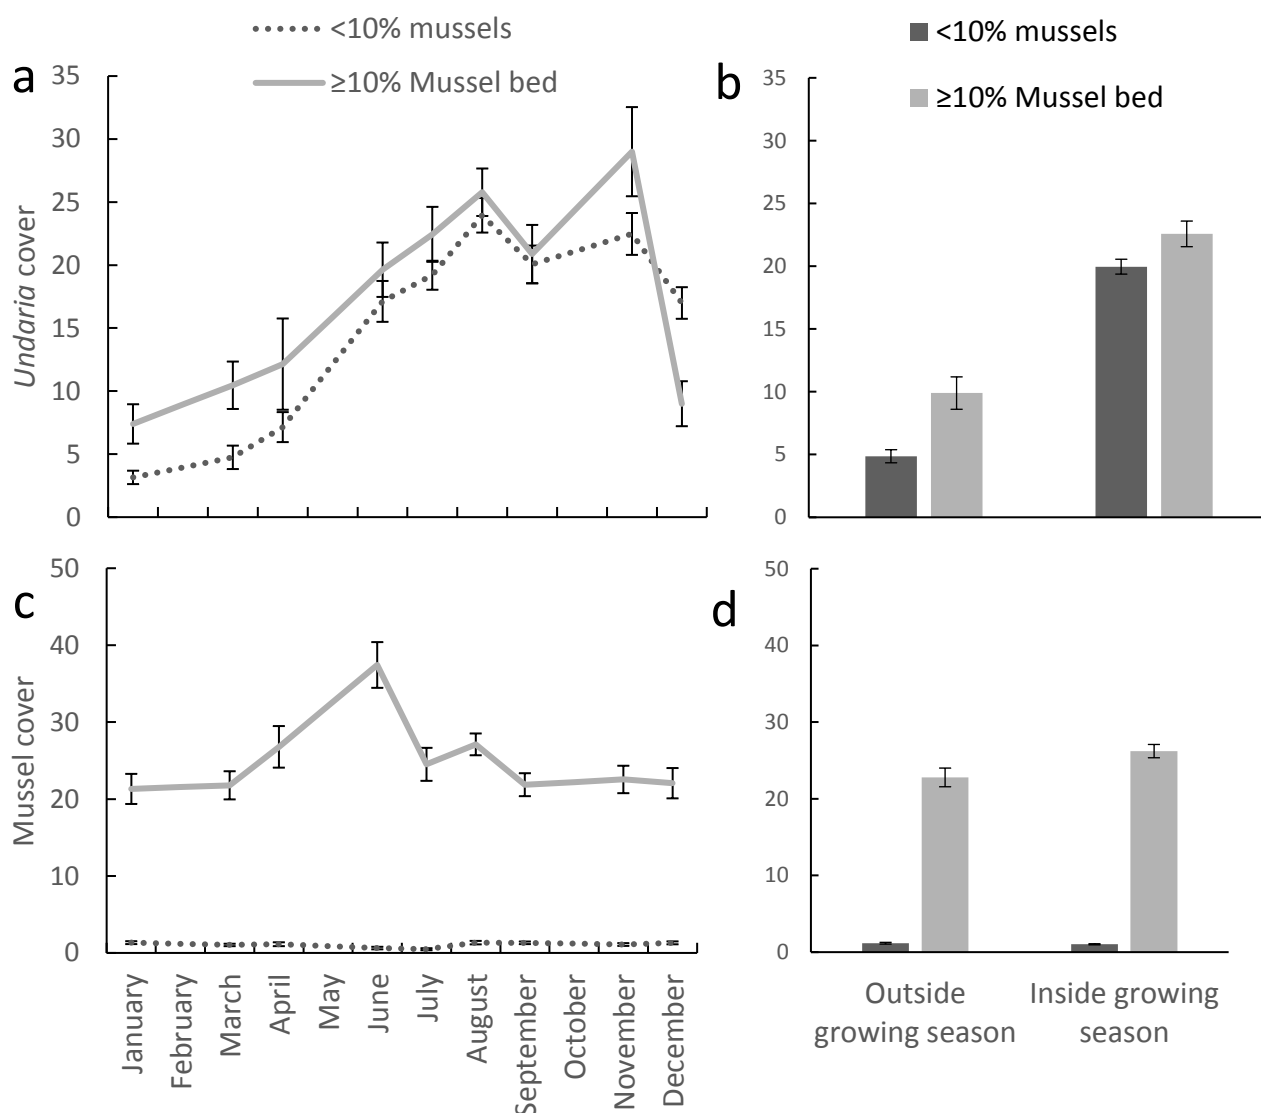 <10% mussels
≥10% Mussel bed
<10% mussels
≥10% Mussel bed
a
35
30
25
20
15
10
5
0
Undaria cover
b
35
30
25
20
15
10
5
0
c
50
40
30
20
10
0
Mussel cover
January
February
March
April
May
June
July
August
September
October
November
December
d
50
40
30
20
10
0
Outside
growing season
Inside growing
season